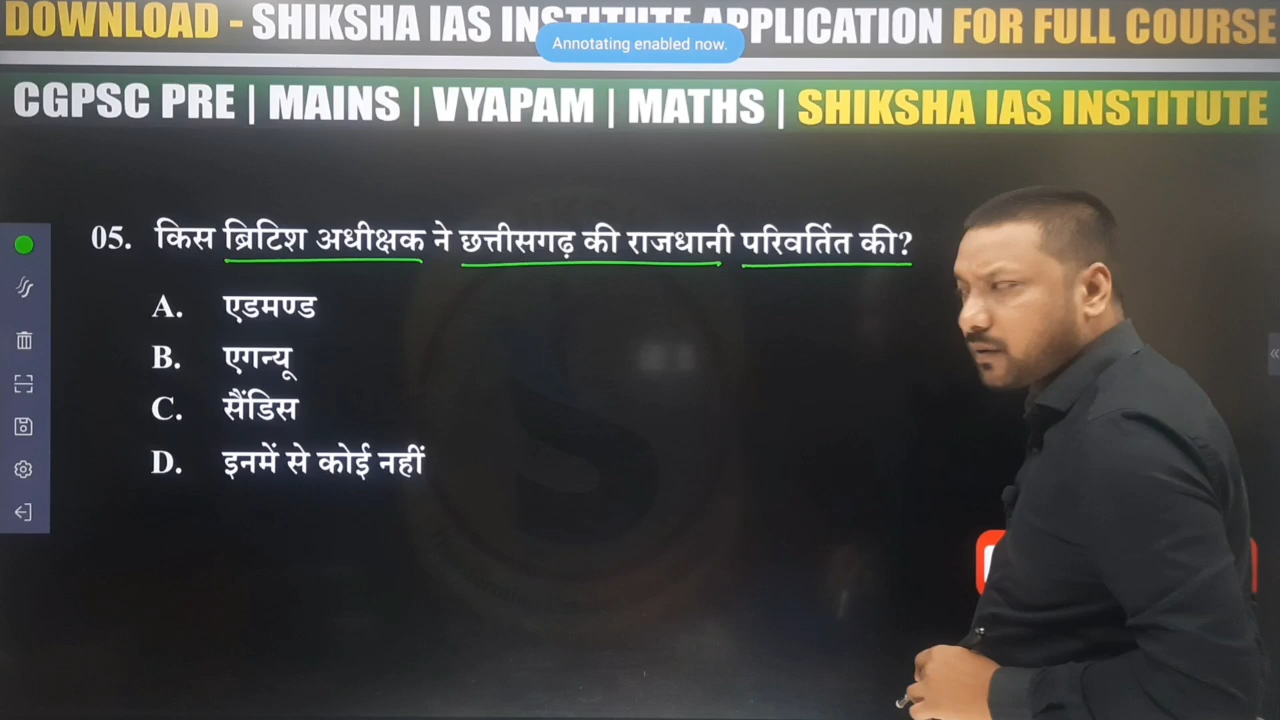 DOWNLOAD - SHIKSHA IAS INSTITUTE APPLICATION FOR FULL COURSE
Annotating enabled now.
CGPSC PRE | MAINS | VYAPAM | MATHS | SHIKSHA IAS INSTITUTE
05. किस ब्रिटिश अधीक्षक ने छत्तीसगढ़ की राजधानी परिवर्तित की?
A. एडमण्ड
B. एगन्यू
C. सैंडिस
D. इनमें से कोई नहीं